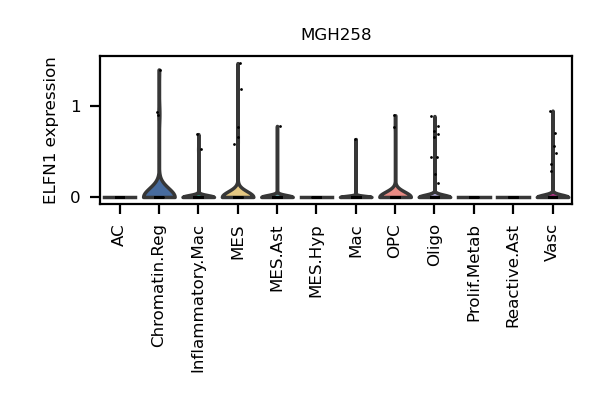 MGH258
ELFN1 expression
1
0
AC
Chromatin.Reg
Inflammatory.Mac
MES
MES.Ast
MES.Hyp
Mac
OPC
Oligo
Prolif.Metab
Reactive.Ast
Vasc